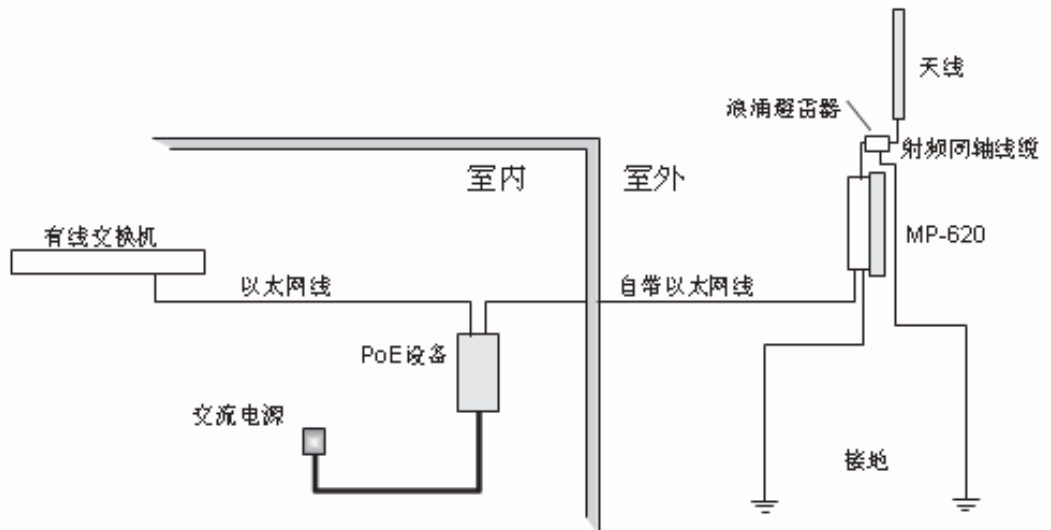 天线
浪涌避雷器
射频同轴线缆
室内
室外
有线交换机
MP-620
以太网线
自带以太网线
PoE设备
交流电源
接地